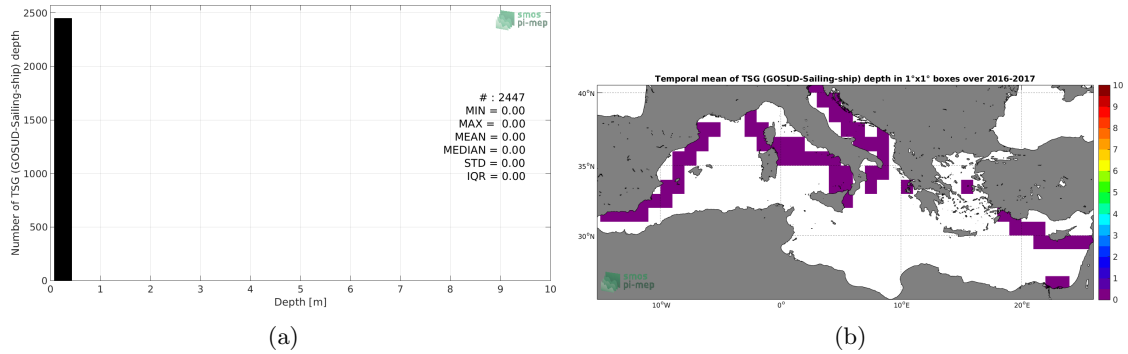 2500
2000
1500
1000
500
0
Number of TSG (GOSUD-Sailing-ship) depth
smos
pi-mep
# : 2447
MIN = 0.00
MAX = 0.00
MEAN = 0.00
MEDIAN = 0.00
STD = 0.00
IQR = 0.00
0 1 2 3 4 5 6 7 8 9 10
Depth [m]
(a)
Temporal mean of TSG (GOSUD-Sailing-ship) depth in 1°x1° boxes over 2016-2017
40°N
35°N
30°N
10°W 0° 10°E 20°E
smos
pi-mep
10
9
8
7
6
5
4
3
2
1
0
(b)